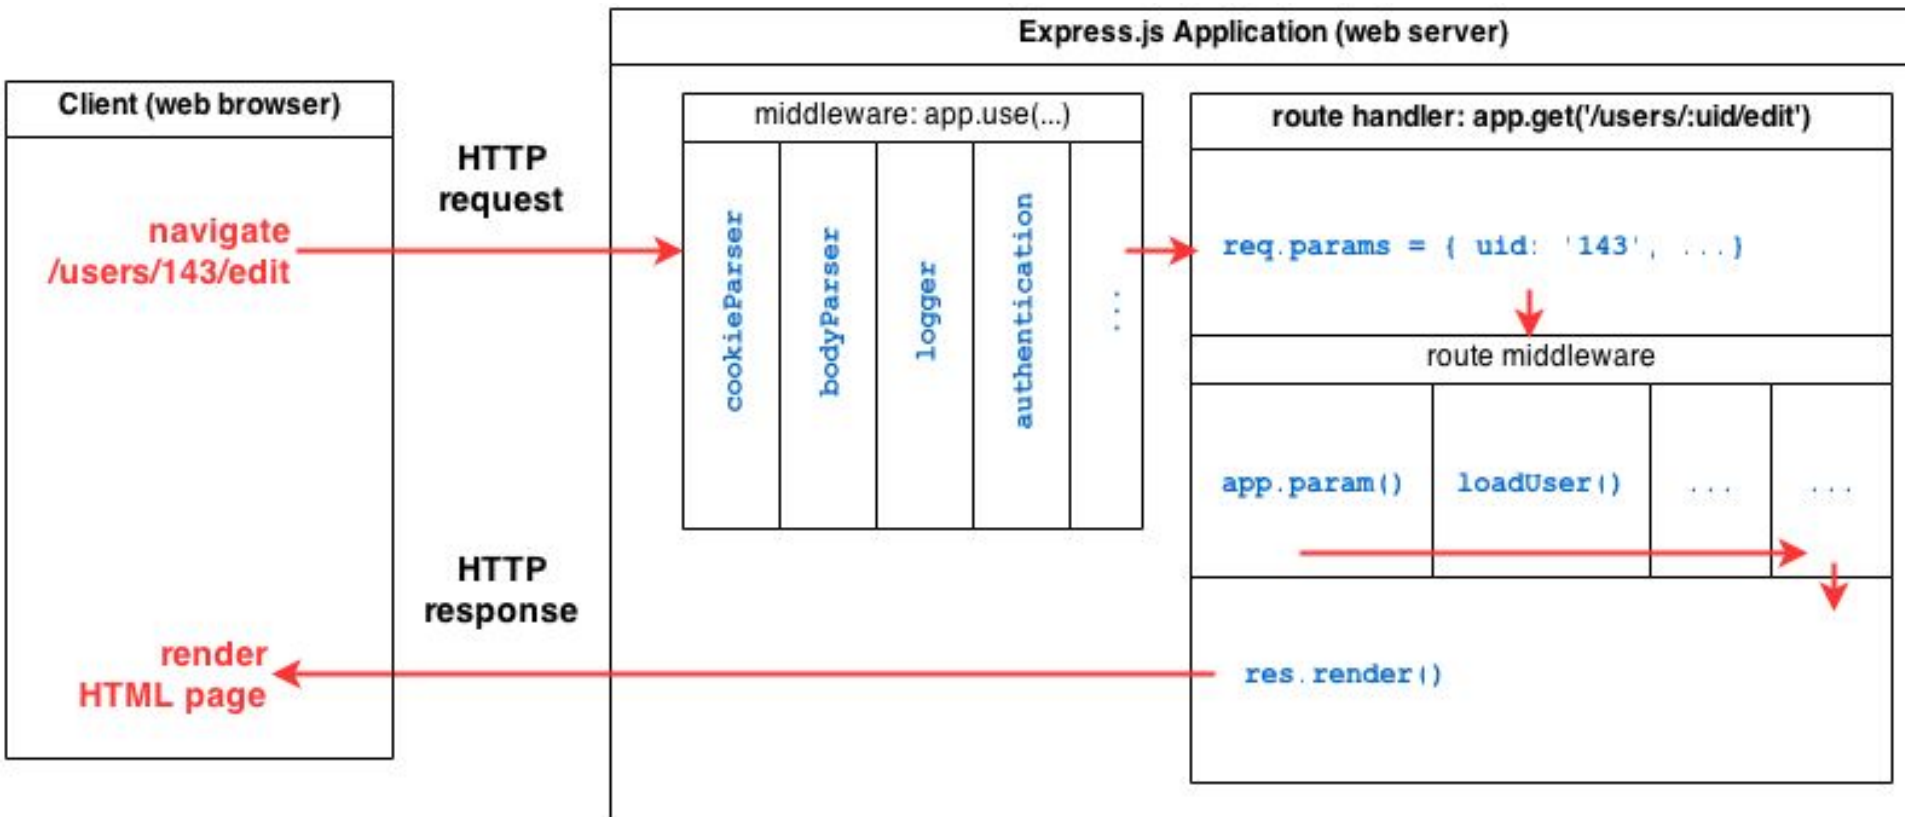 Express.js Application (web server)
Client (web browser)
middleware: app.use(...)
route handler: app.get('/users/:uid/edit')
HTTP
request
navigate
/users/143/edit
cookieParser
bodyParser
logger
authentication
...
req.params = { uid: '143', ...}
route middleware
app.param()
loadUser()
...
...
HTTP
response
render
HTML page
res.render()